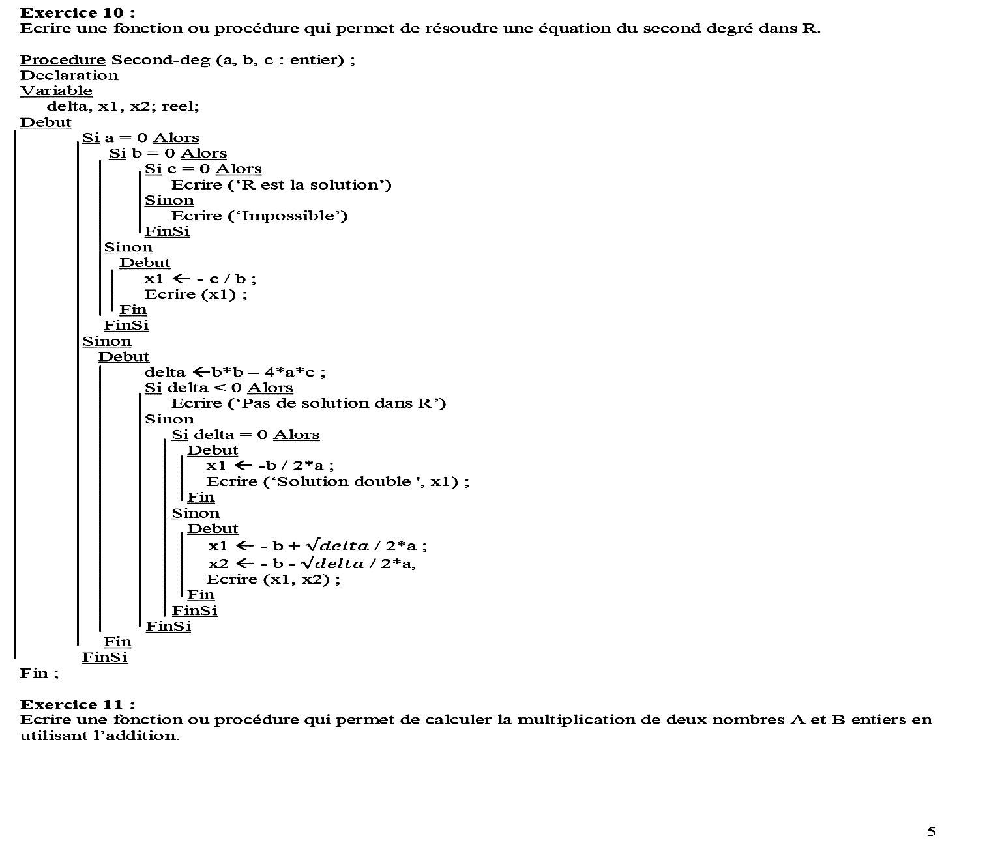 Exercice 10 :
Ecrire une fonction ou procédure qui permet de résoudre une équation du second degré dans R.
Procedure Second-deg (a, b, c : entier) ;
Declaration
Variable
delta, x1, x2; reel;
Debut
Si a = 0 Alors
Si b = 0 Alors
Si c = 0 Alors
Ecrire (‘R est la solution’)
Sinon
Ecrire (‘Impossible’)
FinSi
Sinon
Debut
x1 ← - c / b ;
Ecrire (x1) ;
Fin
FinSi
Sinon
Debut
delta ←b*b – 4*a*c ;
Si delta < 0 Alors
Ecrire (‘Pas de solution dans R’)
Sinon
Si delta = 0 Alors
Debut
x1 ← -b / 2*a ;
Ecrire (‘Solution double ', x1) ;
Fin
Sinon
Debut
x1 ← - b + √delta / 2*a ;
x2 ← - b - √delta / 2*a,
Ecrire (x1, x2) ;
Fin
FinSi
FinSi
Fin
FinSi
Fin ;
Exercice 11 :
Ecrire une fonction ou procédure qui permet de calculer la multiplication de deux nombres A et B entiers en
utilisant l’addition.
5